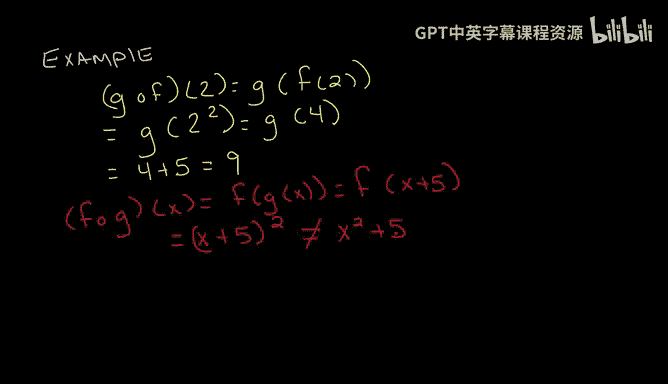 GPT中英字幕课程资源 bilibili
EXAMPLE
(g o f)(2) = g(f(2))
= g(2²) = g(4)
= 4+5 = 9
(f o g)(x) = f(g(x)) = f(x+5)
= (x+5)² ≠ x²+5